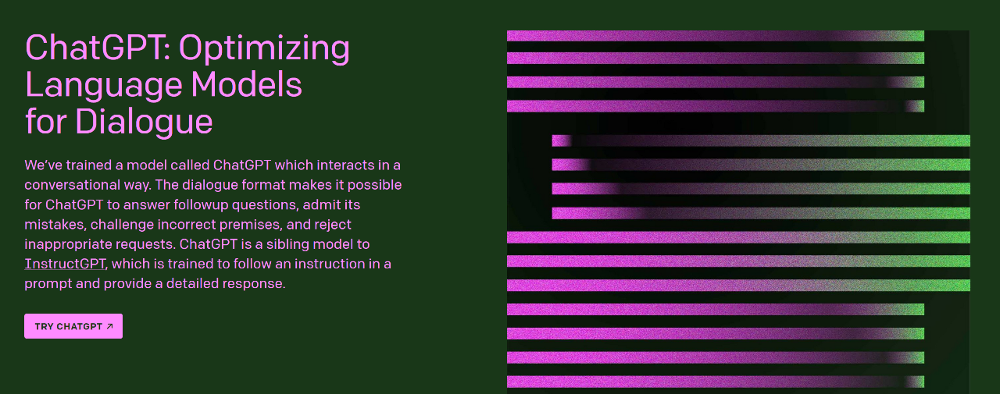 ChatGPT: Optimizing
Language Models
for Dialogue
We’ve trained a model called ChatGPT which interacts in a
conversational way. The dialogue format makes it possible
for ChatGPT to answer followup questions, admit its
mistakes, challenge incorrect premises, and reject
inappropriate requests. ChatGPT is a sibling model to
InstructGPT, which is trained to follow an instruction in a
prompt and provide a detailed response.
TRY CHATGPT ↗